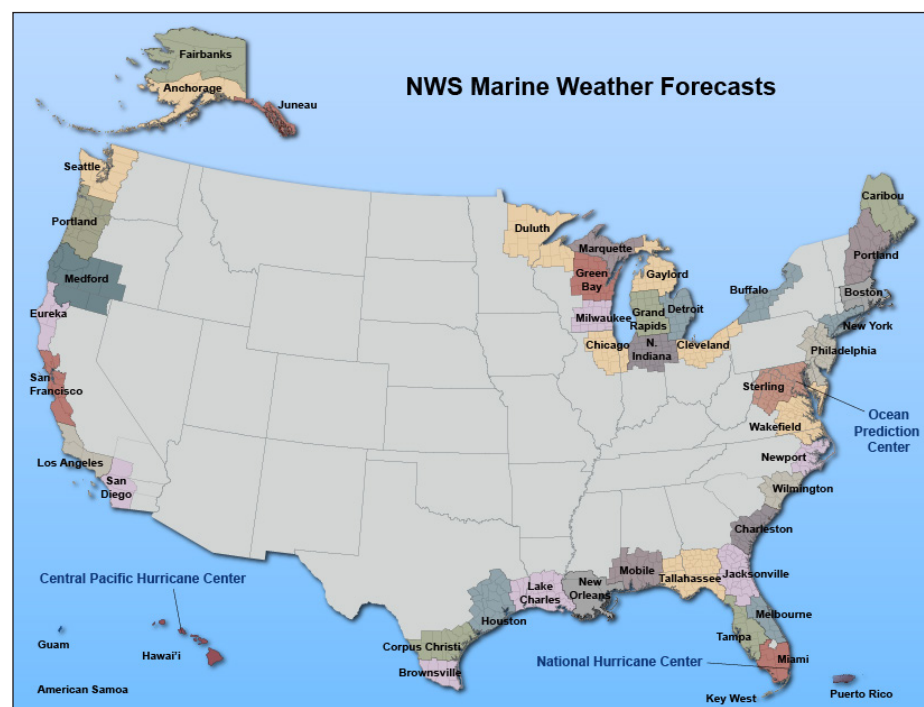 NWS Marine Weather Forecasts
Fairbanks
Anchorage
Juneau
Seattle
Portland
Medford
Eureka
San
Francisco
Los Angeles
San
Diego
Duluth
Marquette
Green
Bay
Gaylord
Milwaukee
Grand
Rapids
Detroit
Chicago
N.
Indiana
Cleveland
Buffalo
Caribou
Portland
Boston
New York
Philadelphia
Sterling
Ocean
Prediction
Center
Wakefield
Newport
Wilmington
Charleston
Mobile
Tallahassee
Jacksonville
New
Orleans
Lake
Charles
Houston
Corpus Christi
Brownsville
Melbourne
Tampa
Miami
National Hurricane Center
Key West
Puerto Rico
Central Pacific Hurricane Center
Guam
Hawai'i
American Samoa